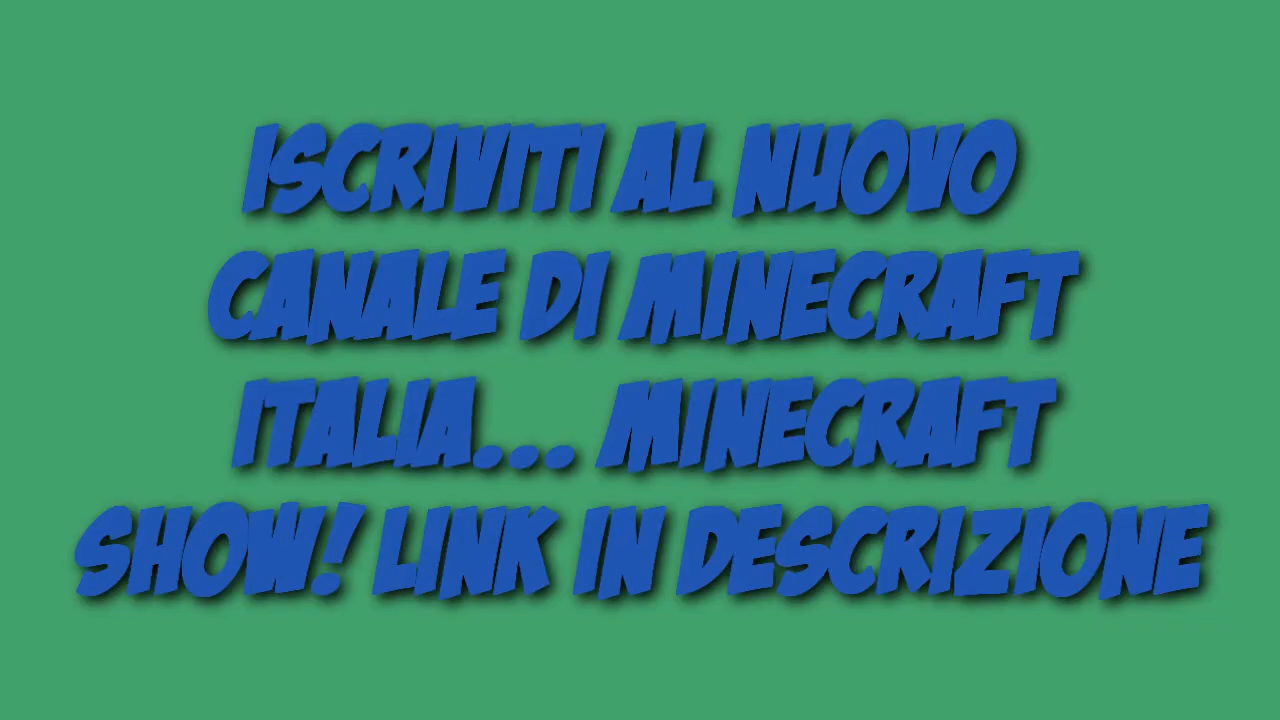 ISCRIVITI AL NUOVO
CANALE DI MINECRAFT
ITALIA... MINECRAFT
SHOW! LINK IN DESCRIZIONE